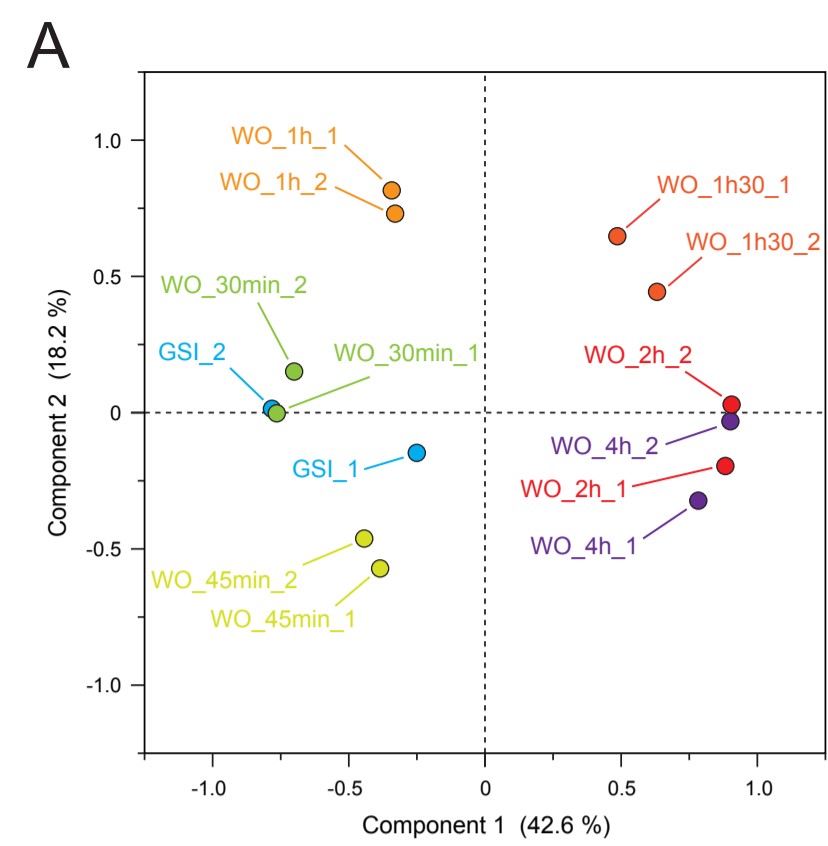 A
WO_1h_1
WO_1h_2
WO_1h30_1
WO_1h30_2
WO_30min_2
GSI_2
WO_30min_1
WO_2h_2
WO_4h_2
GSI_1
WO_2h_1
WO_4h_1
WO_45min_2
WO_45min_1
1.0
0.5
0
-0.5
-1.0
Component 2 (18.2 %)
-1.0 -0.5 0 0.5 1.0
Component 1 (42.6 %)